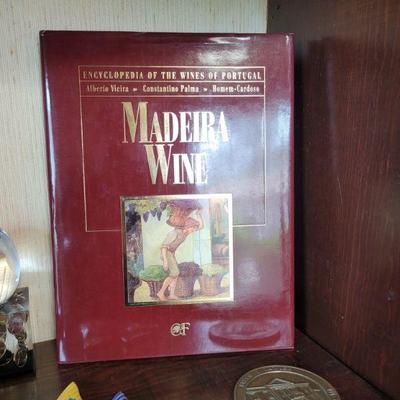 ENCYCLOPEDIA OF THE WINES OF PORTUGAL
Alberto Vieira » Constantino Palma » Homem-Cardoso
MADEIRA
WINE